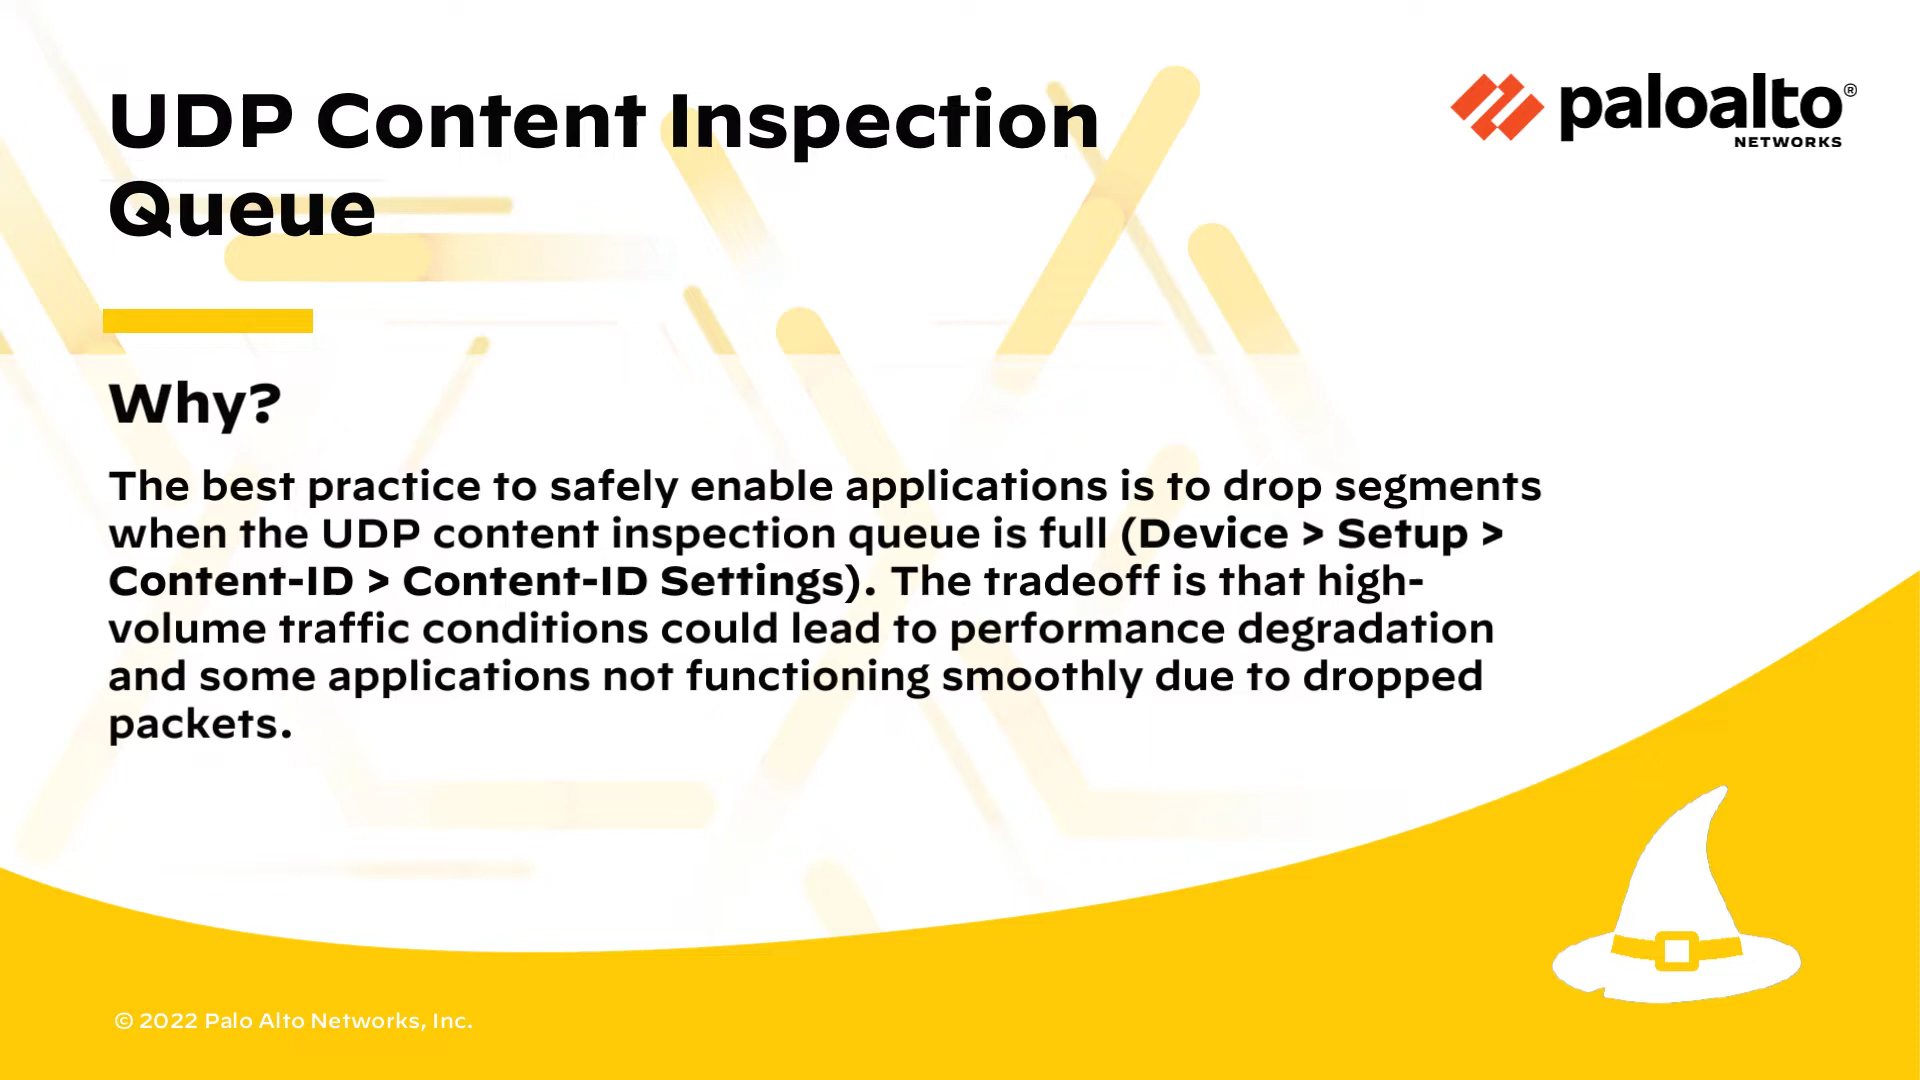 UDP Content Inspection
Queue
paloalto®
NETWORKS
Why?
The best practice to safely enable applications is to drop segments
when the UDP content inspection queue is full (Device > Setup >
Content-ID > Content-ID Settings). The tradeoff is that high-
volume traffic conditions could lead to performance degradation
and some applications not functioning smoothly due to dropped
packets.
© 2022 Palo Alto Networks, Inc.